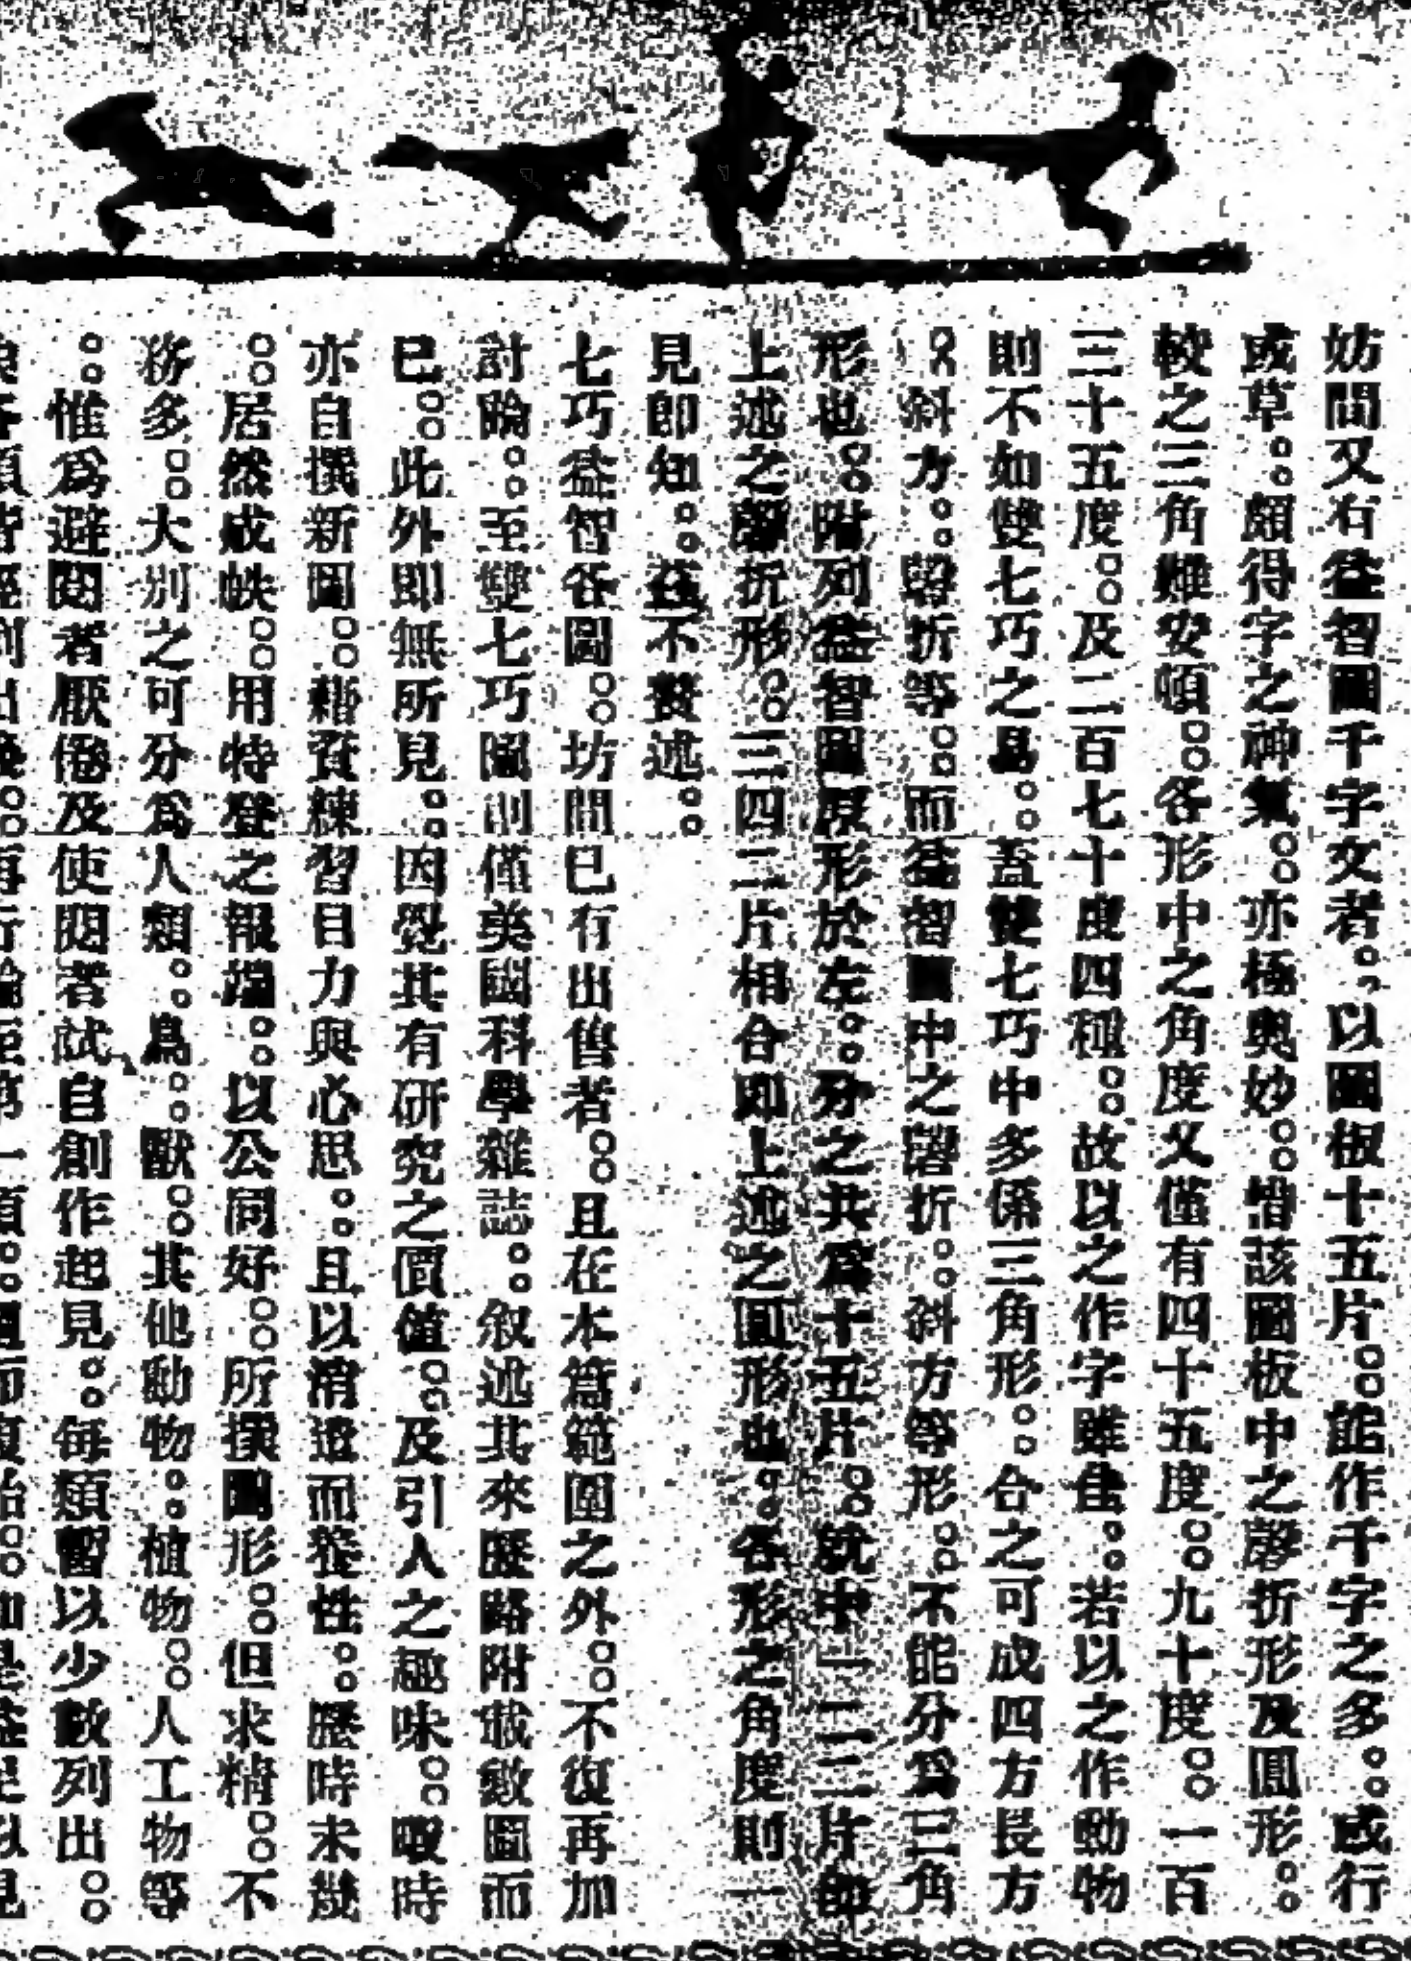 妨間又有益智圖千字文者。以圖板十五片。能作千字之多。或行
或草。頗得字之神氣。亦極奥妙。惜該圖板中之磬折形及圓形。
較之三角難安頓。各形中之角度又僅有四十五度。九十度。一百
三十五度。及二百七十度四種。故以之作字雖佳。若以之作動物
則不如雙七巧之易。蓋雙七巧中多係三角形。合之可成四方長方
。斜方。磬折等。而益智圖中之磬折。斜方等形。不能分爲三角
形也。附列益智圖原形於左。分之共爲十五片。就中一二三片卽
上述之磬折形。三四二片相合即上述之圓形也。各形之角度則一
見卽知。茲不贅述。
七巧益智各圖。坊間已有出售者。且在本篇範圍之外。不復再加
討論。至雙七巧圖則僅美國科學雜誌。叙述其來歷略附載數圖而
已。此外即無所見。因覺其有研究之價值。及引人之趣味。暇時
亦自撰新圖。藉資練習目力與心思。且以消遣而養性。歷時未幾
。居然成帙。用特登之報端。以公同好。所撰圖形。但求精。不
務多。大別之可分爲人類。鳥。獸。其他動物。植物。人工物等
。惟爲避閱者厭倦及使閱者試自創作起見。每類暫以少數列出。